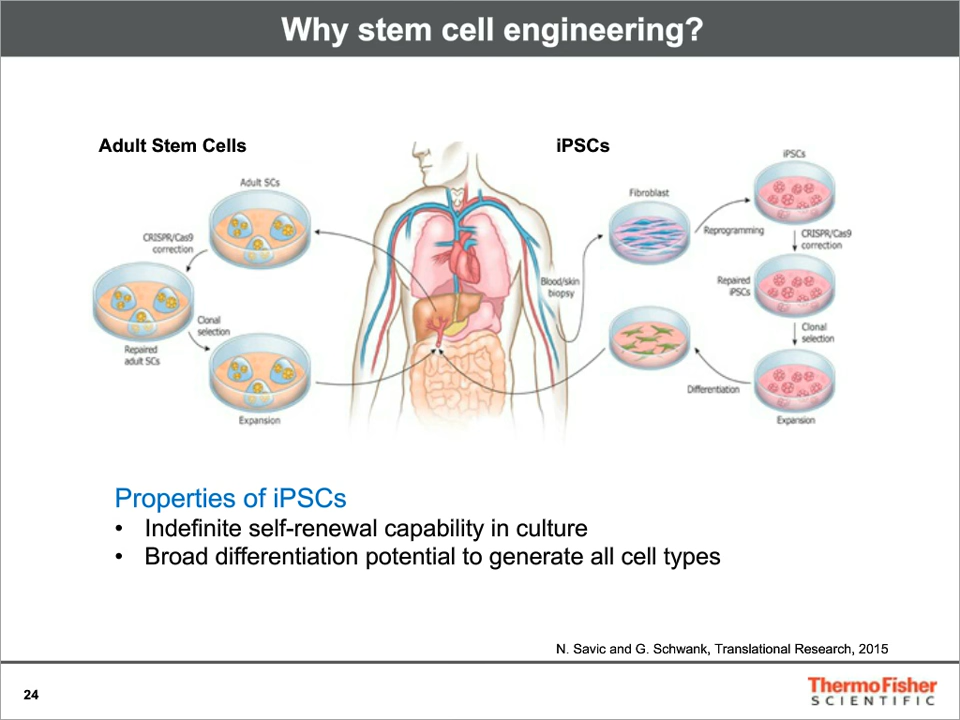 Why stem cell engineering?
Adult Stem Cells
iPSCs
Adult SCs
CRISPR/Cas9
correction
Repaired
adult SCs
Clonal
selection
Expansion
Blood/skin
biopsy
Fibroblast
Reprogramming
iPSCs
CRISPR/Cas9
correction
Repaired
iPSCs
Clonal
selection
Expansion
Differentiation
Properties of iPSCs
• Indefinite self-renewal capability in culture
• Broad differentiation potential to generate all cell types
N. Savic and G. Schwank, Translational Research, 2015
24
ThermoFisher
SCIENTIFIC